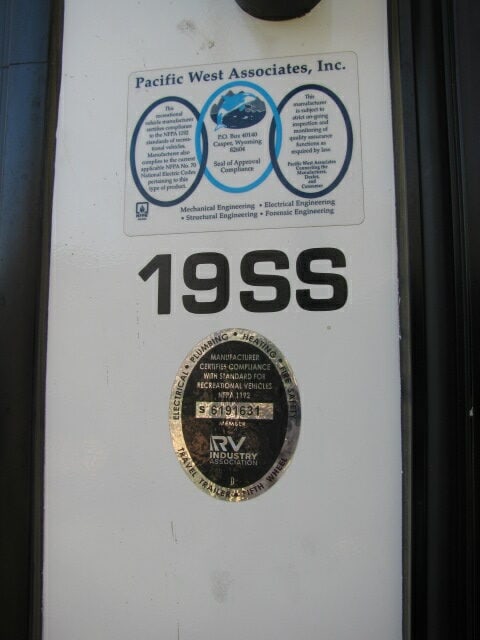 Pacific West Associates, Inc.
This
recreational
vehicle manufacturer
certifies compliance
to the NFPA 1192
standards of recrea-
tional vehicles.
Manufacturer also
complies to the current
applicable NFPA No. 70
National Electric Codes
pertaining to this
type of product.
P.O. Box 40140
Casper, Wyoming
82604
Seal of Approval
Compliance
This
manufacturer
is subject to
strict on-going
inspection and
monitoring of
quality assurance
functions as
required by law.
Pacific West Associates
Connecting the
Manufacturer,
Dealer,
and
Consumer
Mechanical Engineering • Electrical Engineering
• Structural Engineering • Forensic Engineering
19SS
ELECTRICAL • PLUMBING • HEATING • FIRE SAFETY
MANUFACTURER
CERTIFIES COMPLIANCE
WITH STANDARD FOR
RECREATIONAL VEHICLES
NFPA 1192
S 6191631
MEMBER
RV
INDUSTRY
ASSOCIATION
TRAVEL TRAILER & FIFTH WHEEL